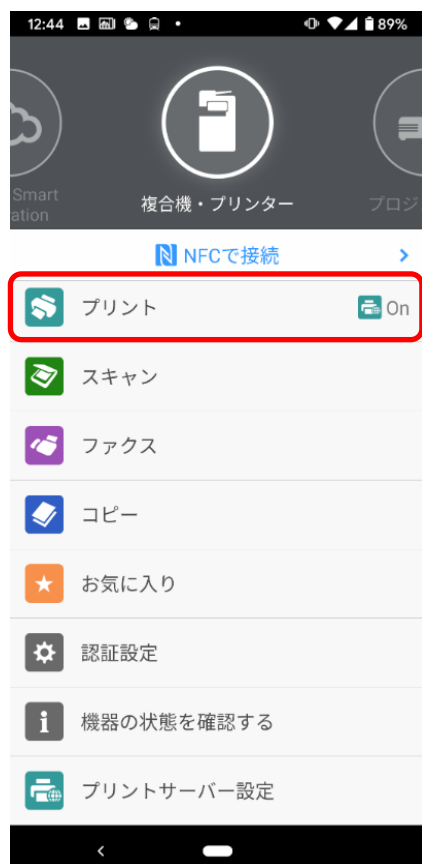 12:44
89%
Smart
ation
複合機・プリンター
プロジ
NFCで接続
プリント
On
スキャン
ファクス
コピー
お気に入り
認証設定
機器の状態を確認する
プリントサーバー設定